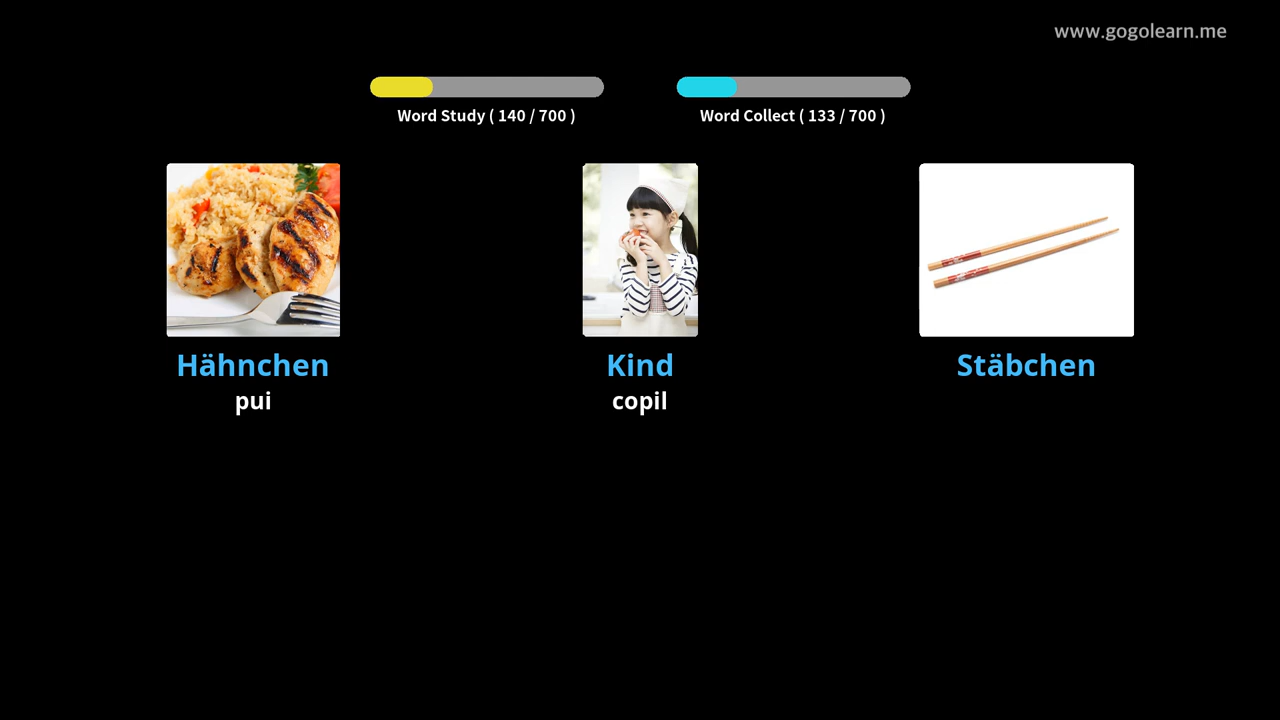 www.gogolearn.me
Word Study ( 140 / 700 )
Word Collect ( 133 / 700 )
Hähnchen
pui
Kind
copil
Stäbchen